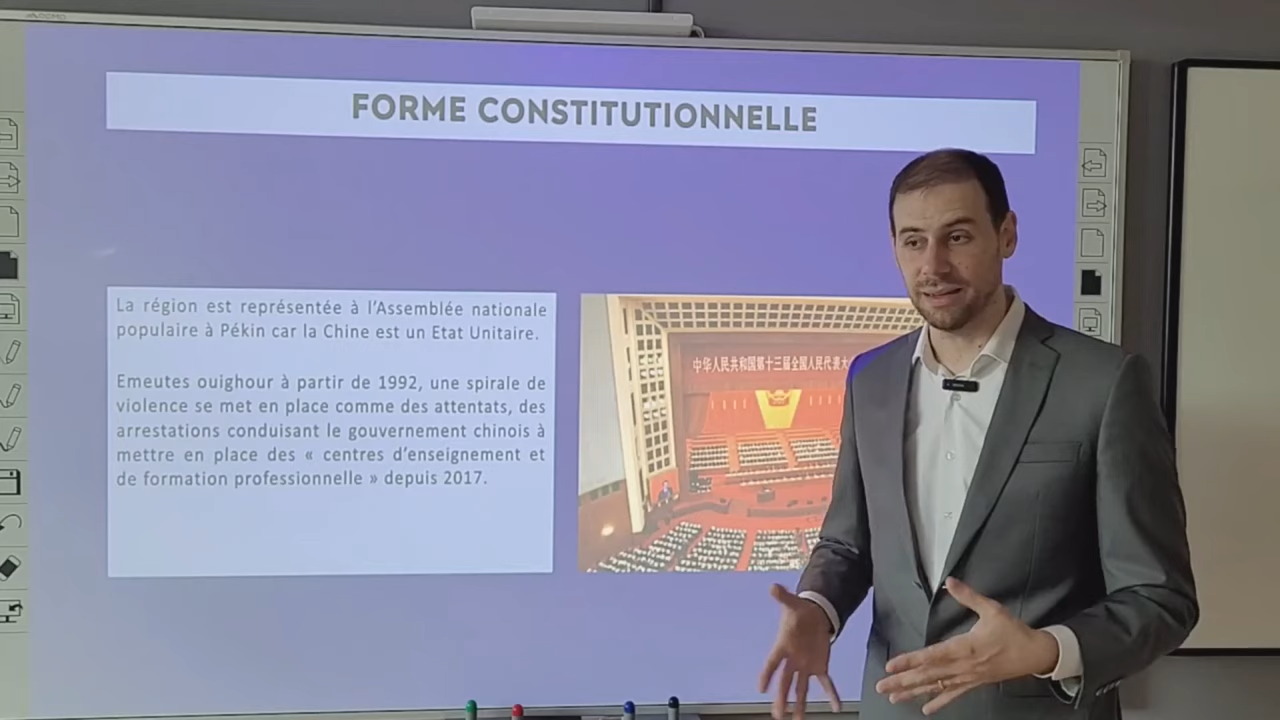 FORME CONSTITUTIONNELLE
La région est représentée à l'Assemblée nationale
populaire à Pékin car la Chine est un Etat Unitaire.
Emeutes ouighour à partir de 1992, une spirale de
violence se met en place comme des attentats, des
arrestations conduisant le gouvernement chinois à
mettre en place des « centres d'enseignement et
de formation professionnelle » depuis 2017.
中华人民共和国第十三届全国人民代表大